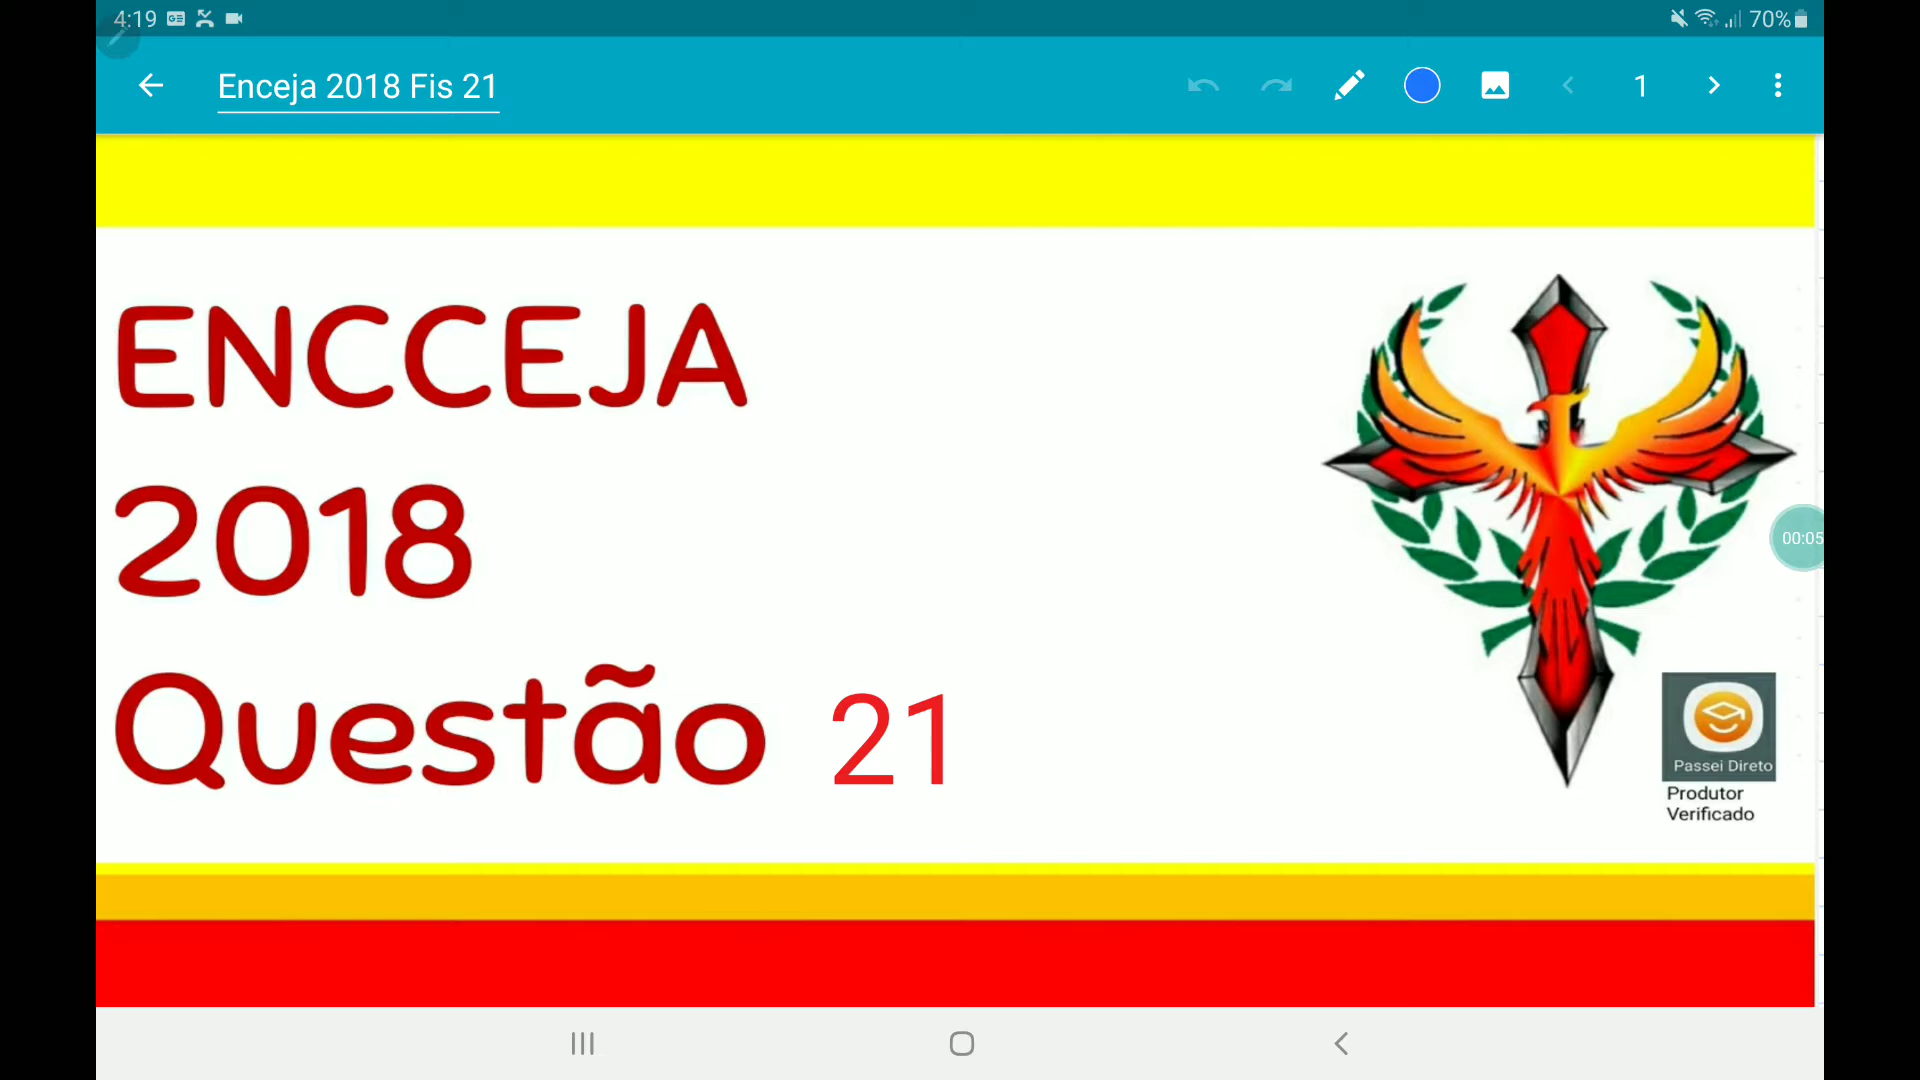 4:19
70%
Enceja 2018 Fis 21
1
ENCCEJA
2018
Questão 21
00:05
Passei Direto
Produtor
Verificado